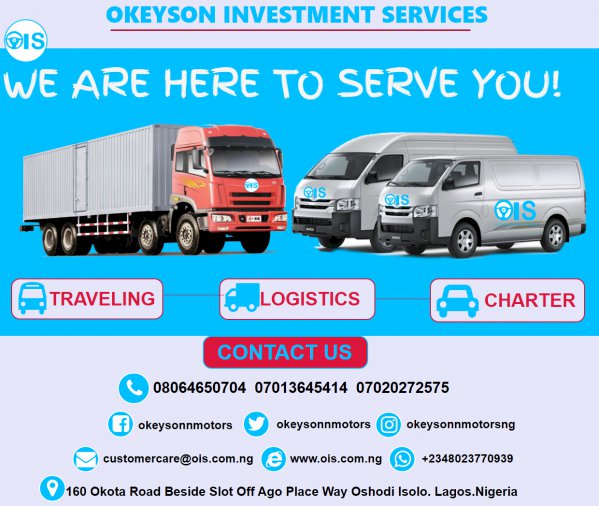 OKEYSON INVESTMENT SERVICES
OIS
WE ARE HERE TO SERVE YOU!
OIS
OIS
TRAVELING
LOGISTICS
CHARTER
CONTACT US
08064650704 07013645414 07020272575
okeysonnmotors okeysonnmotors okeysonnmotorsng
customercare@ois.com.ng www.ois.com.ng +2348023770939
160 Okota Road Beside Slot Off Ago Place Way Oshodi Isolo. Lagos.Nigeria